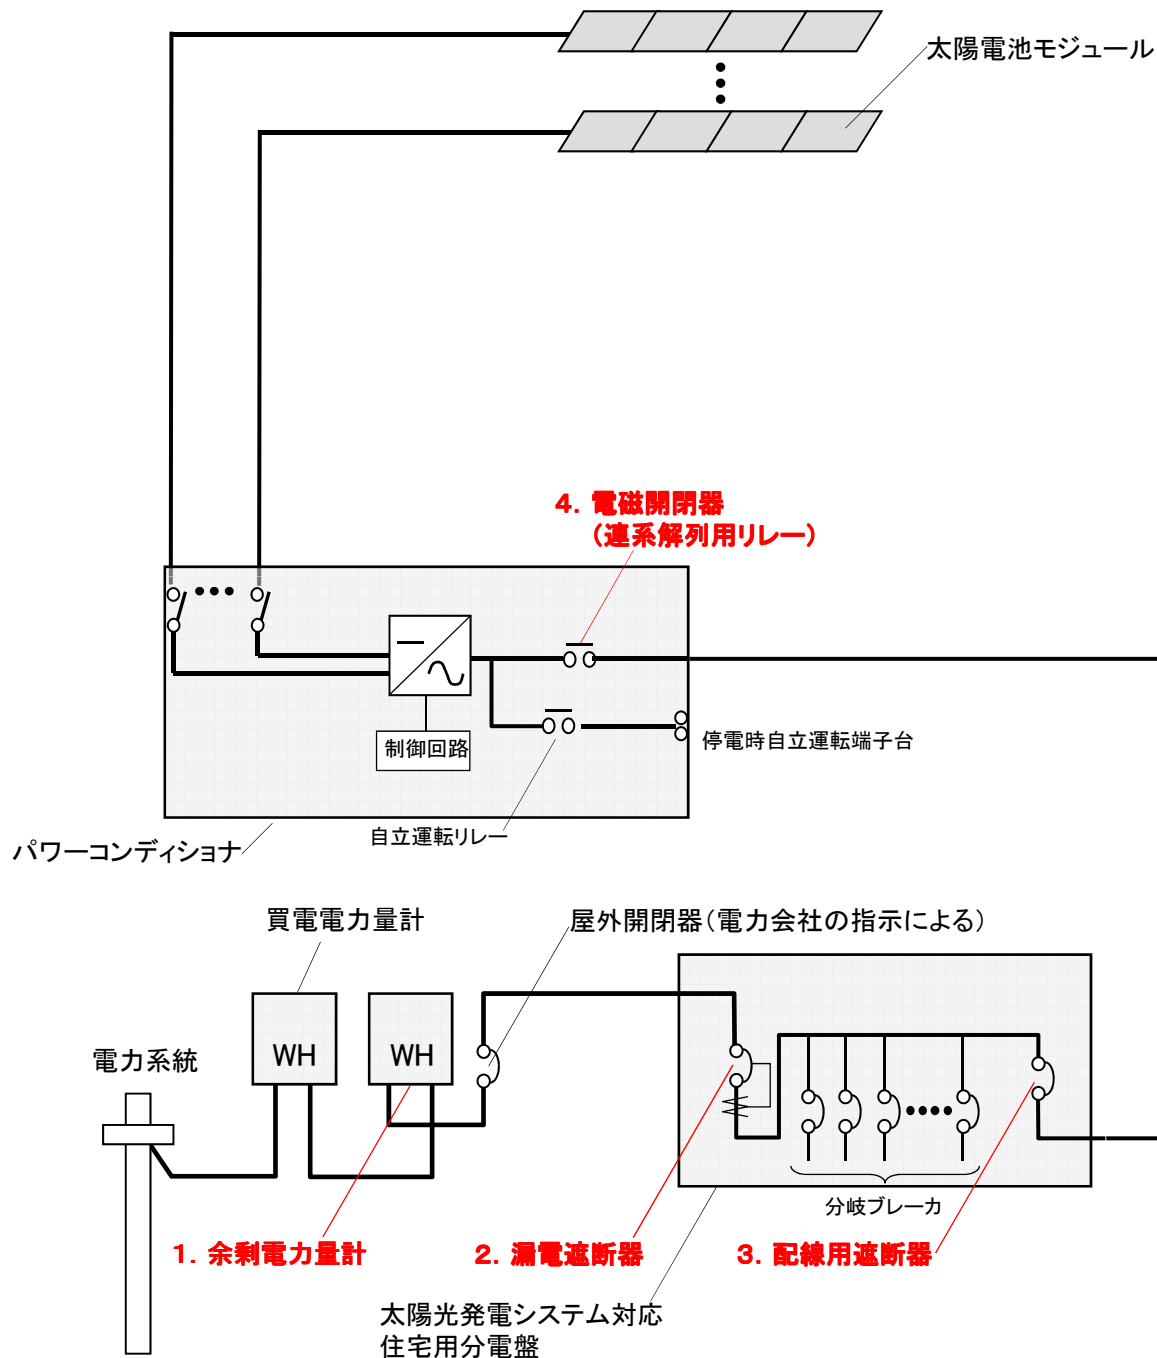 太陽電池モジュール
4. 電磁開閉器
(連系解列用リレー)
制御回路
停電時自立運転端子台
自立運転リレー
パワーコンディショナ
買電電力量計
屋外開閉器(電力会社の指示による)
WH
WH
電力系統
分岐ブレーカ
1. 余剰電力量計
2. 漏電遮断器
3. 配線用遮断器
太陽光発電システム対応
住宅用分電盤